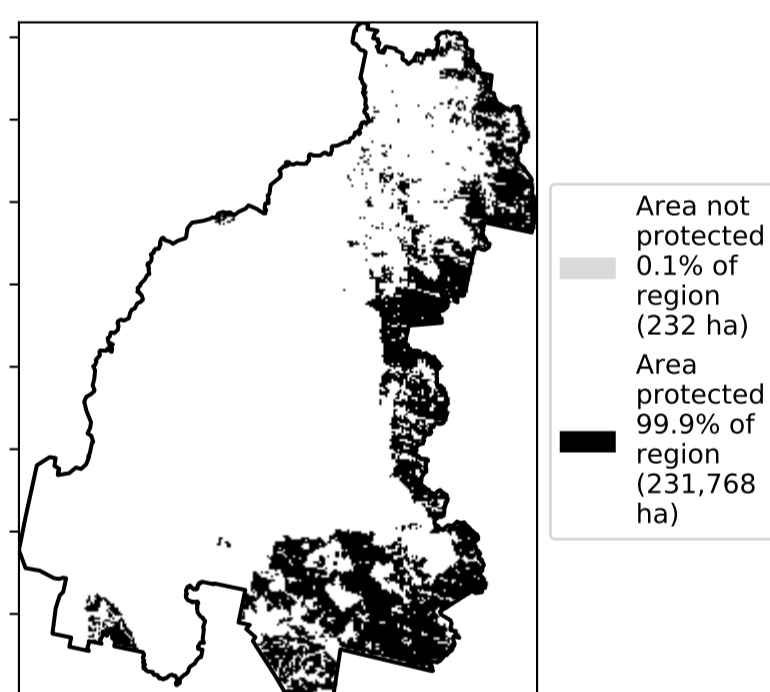 Area not
protected
0.1% of
region
(232 ha)
Area
protected
99.9% of
region
(231,768
ha)